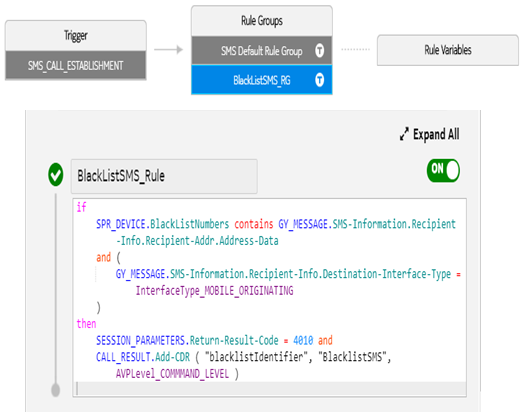 Trigger
SMS_CALL_ESTABLISHMENT
Rule Groups
SMS Default Rule Group T
BlackListSMS_RG T
Rule Variables
Expand All
BlackListSMS_Rule
ON
if
SPR_DEVICE.BlackListNumbers contains GY_MESSAGE.SMS-Information.Recipient
-Info.Recipient-Addr.Address-Data
and (
GY_MESSAGE.SMS-Information.Recipient-Info.Destination-Interface-Type =
InterfaceType_MOBILE_ORIGINATING
)
then
SESSION_PARAMETERS.Return-Result-Code = 4010 and
CALL_RESULT.Add-CDR ( "blacklistIdentifier", "BlacklistSMS",
AVPLevel_COMMMAND_LEVEL )